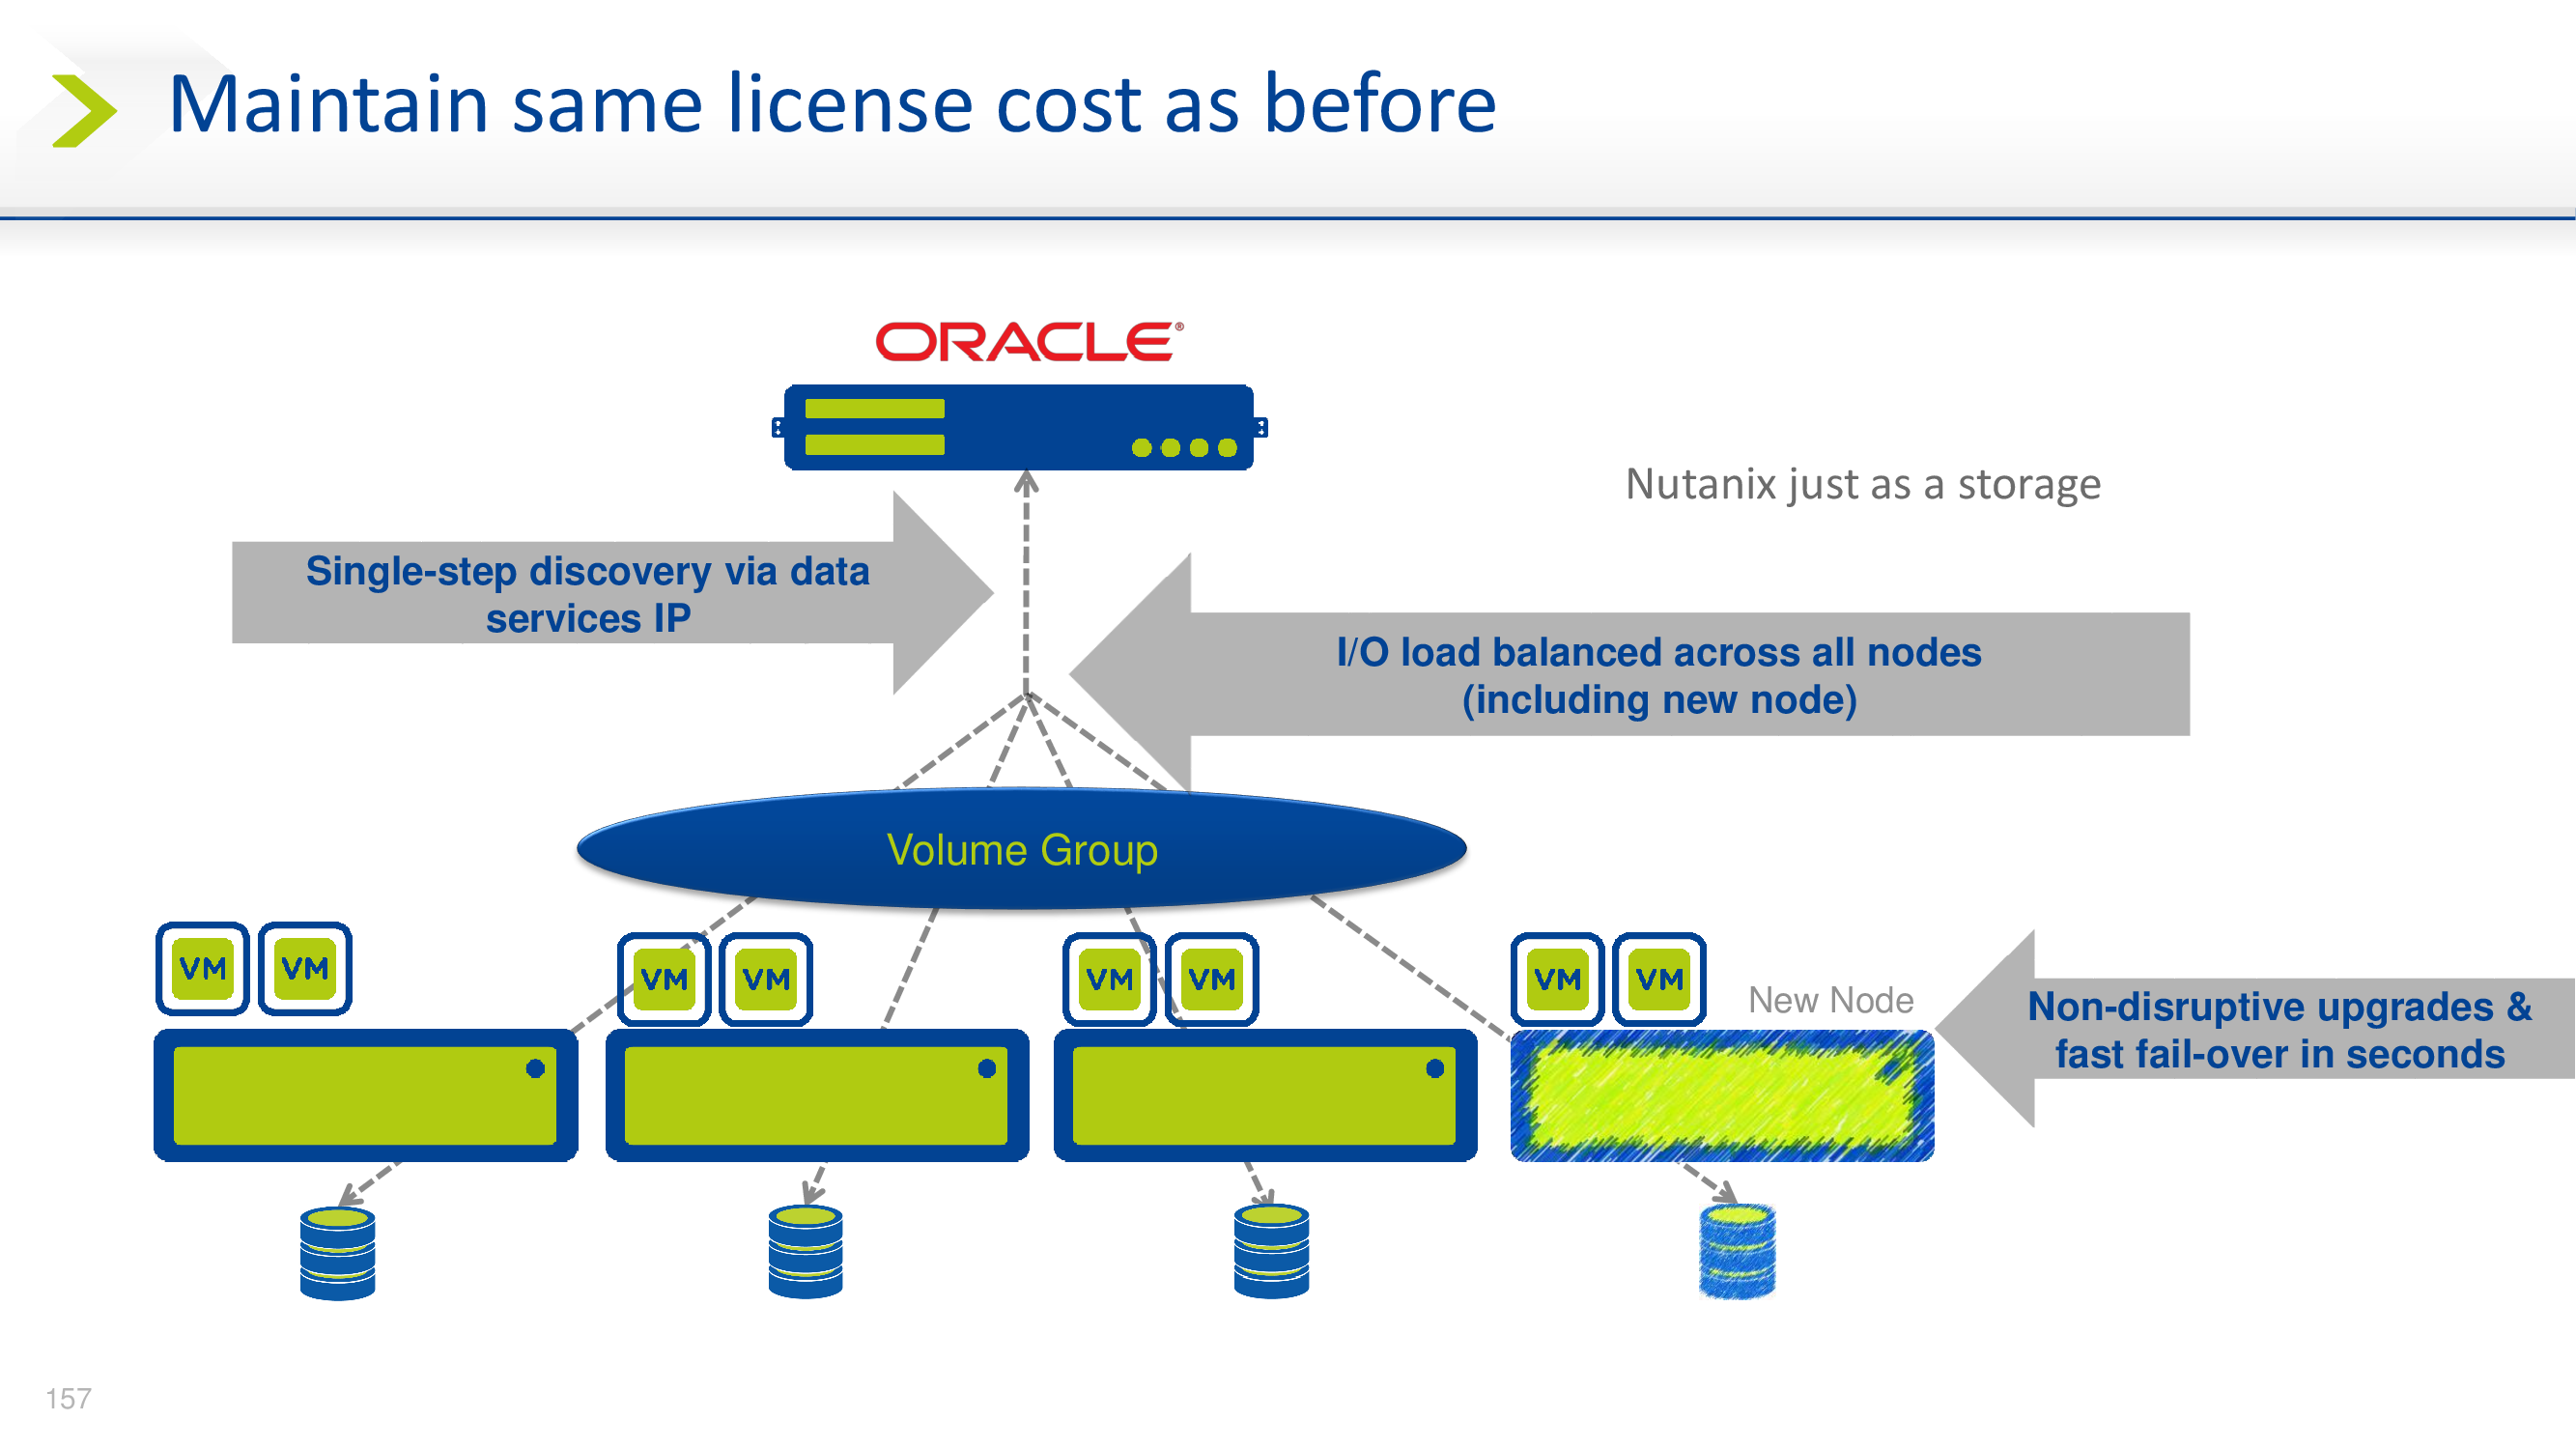 Maintain same license cost as before
ORACLE®
Nutanix just as a storage
Single-step discovery via data
services IP
I/O load balanced across all nodes
(including new node)
Volume Group
VM VM
VM VM
VM VM
VM VM
New Node
Non-disruptive upgrades &
fast fail-over in seconds
157